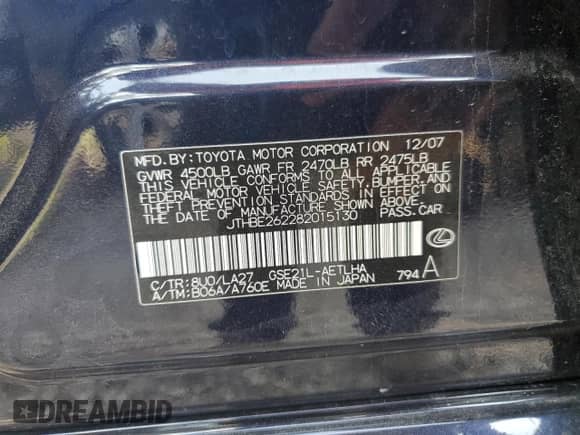 MFD.BY:TOYOTA MOTOR CORPORATION 12/07
GVWR 4500LB GAWR FR 2470LB RR 2475LB
THIS VEHICLE CONFORMS TO ALL APPLICABLE
FEDERAL MOTOR VEHICLE SAFETY,BUMPER AND
THEFT PREVENTION STANDARDS IN EFFECT ON
THE DATE OF MANUFACTURE SHOWN ABOVE.
JTHBE262282015130 PASS.CAR
C/TR:8U0/LA27 GSE21L-AETLHA
A/TM:B06A/A760E MADE IN JAPAN 794 A
DREAMBID